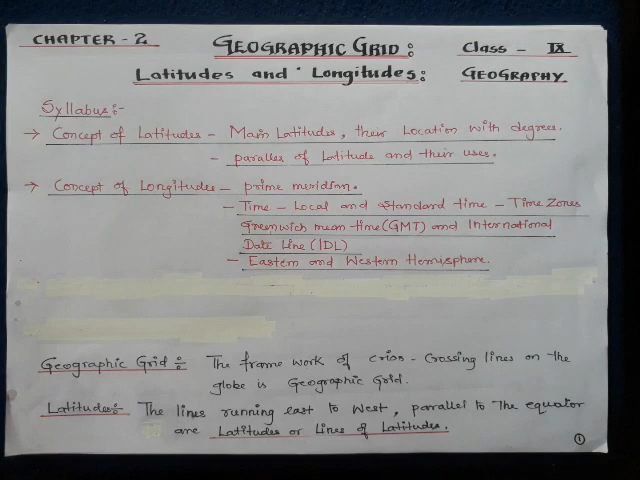 CHAPTER - 2 GEOGRAPHIC GRID: Class - IX
Latitudes and Longitudes: GEOGRAPHY
Syllabus:-
→ Concept of Latitudes - Main Latitudes, their Location with degrees.
- paralles of Latitude and their uses.
→ Concept of Longitudes - prime meridian.
- Time - Local and Standard time - Time Zones
Greenwich mean-time (GMT) and International
Date line (IDL)
- Eastern and Western Hemisphere.
Geographic Grid:- The frame work of criss - crossing lines on the
globe is Geographic Grid.
Latitudes:- The lines running east to West, parallel to The equator
are Latitudes or Lines of Latitudes.
1